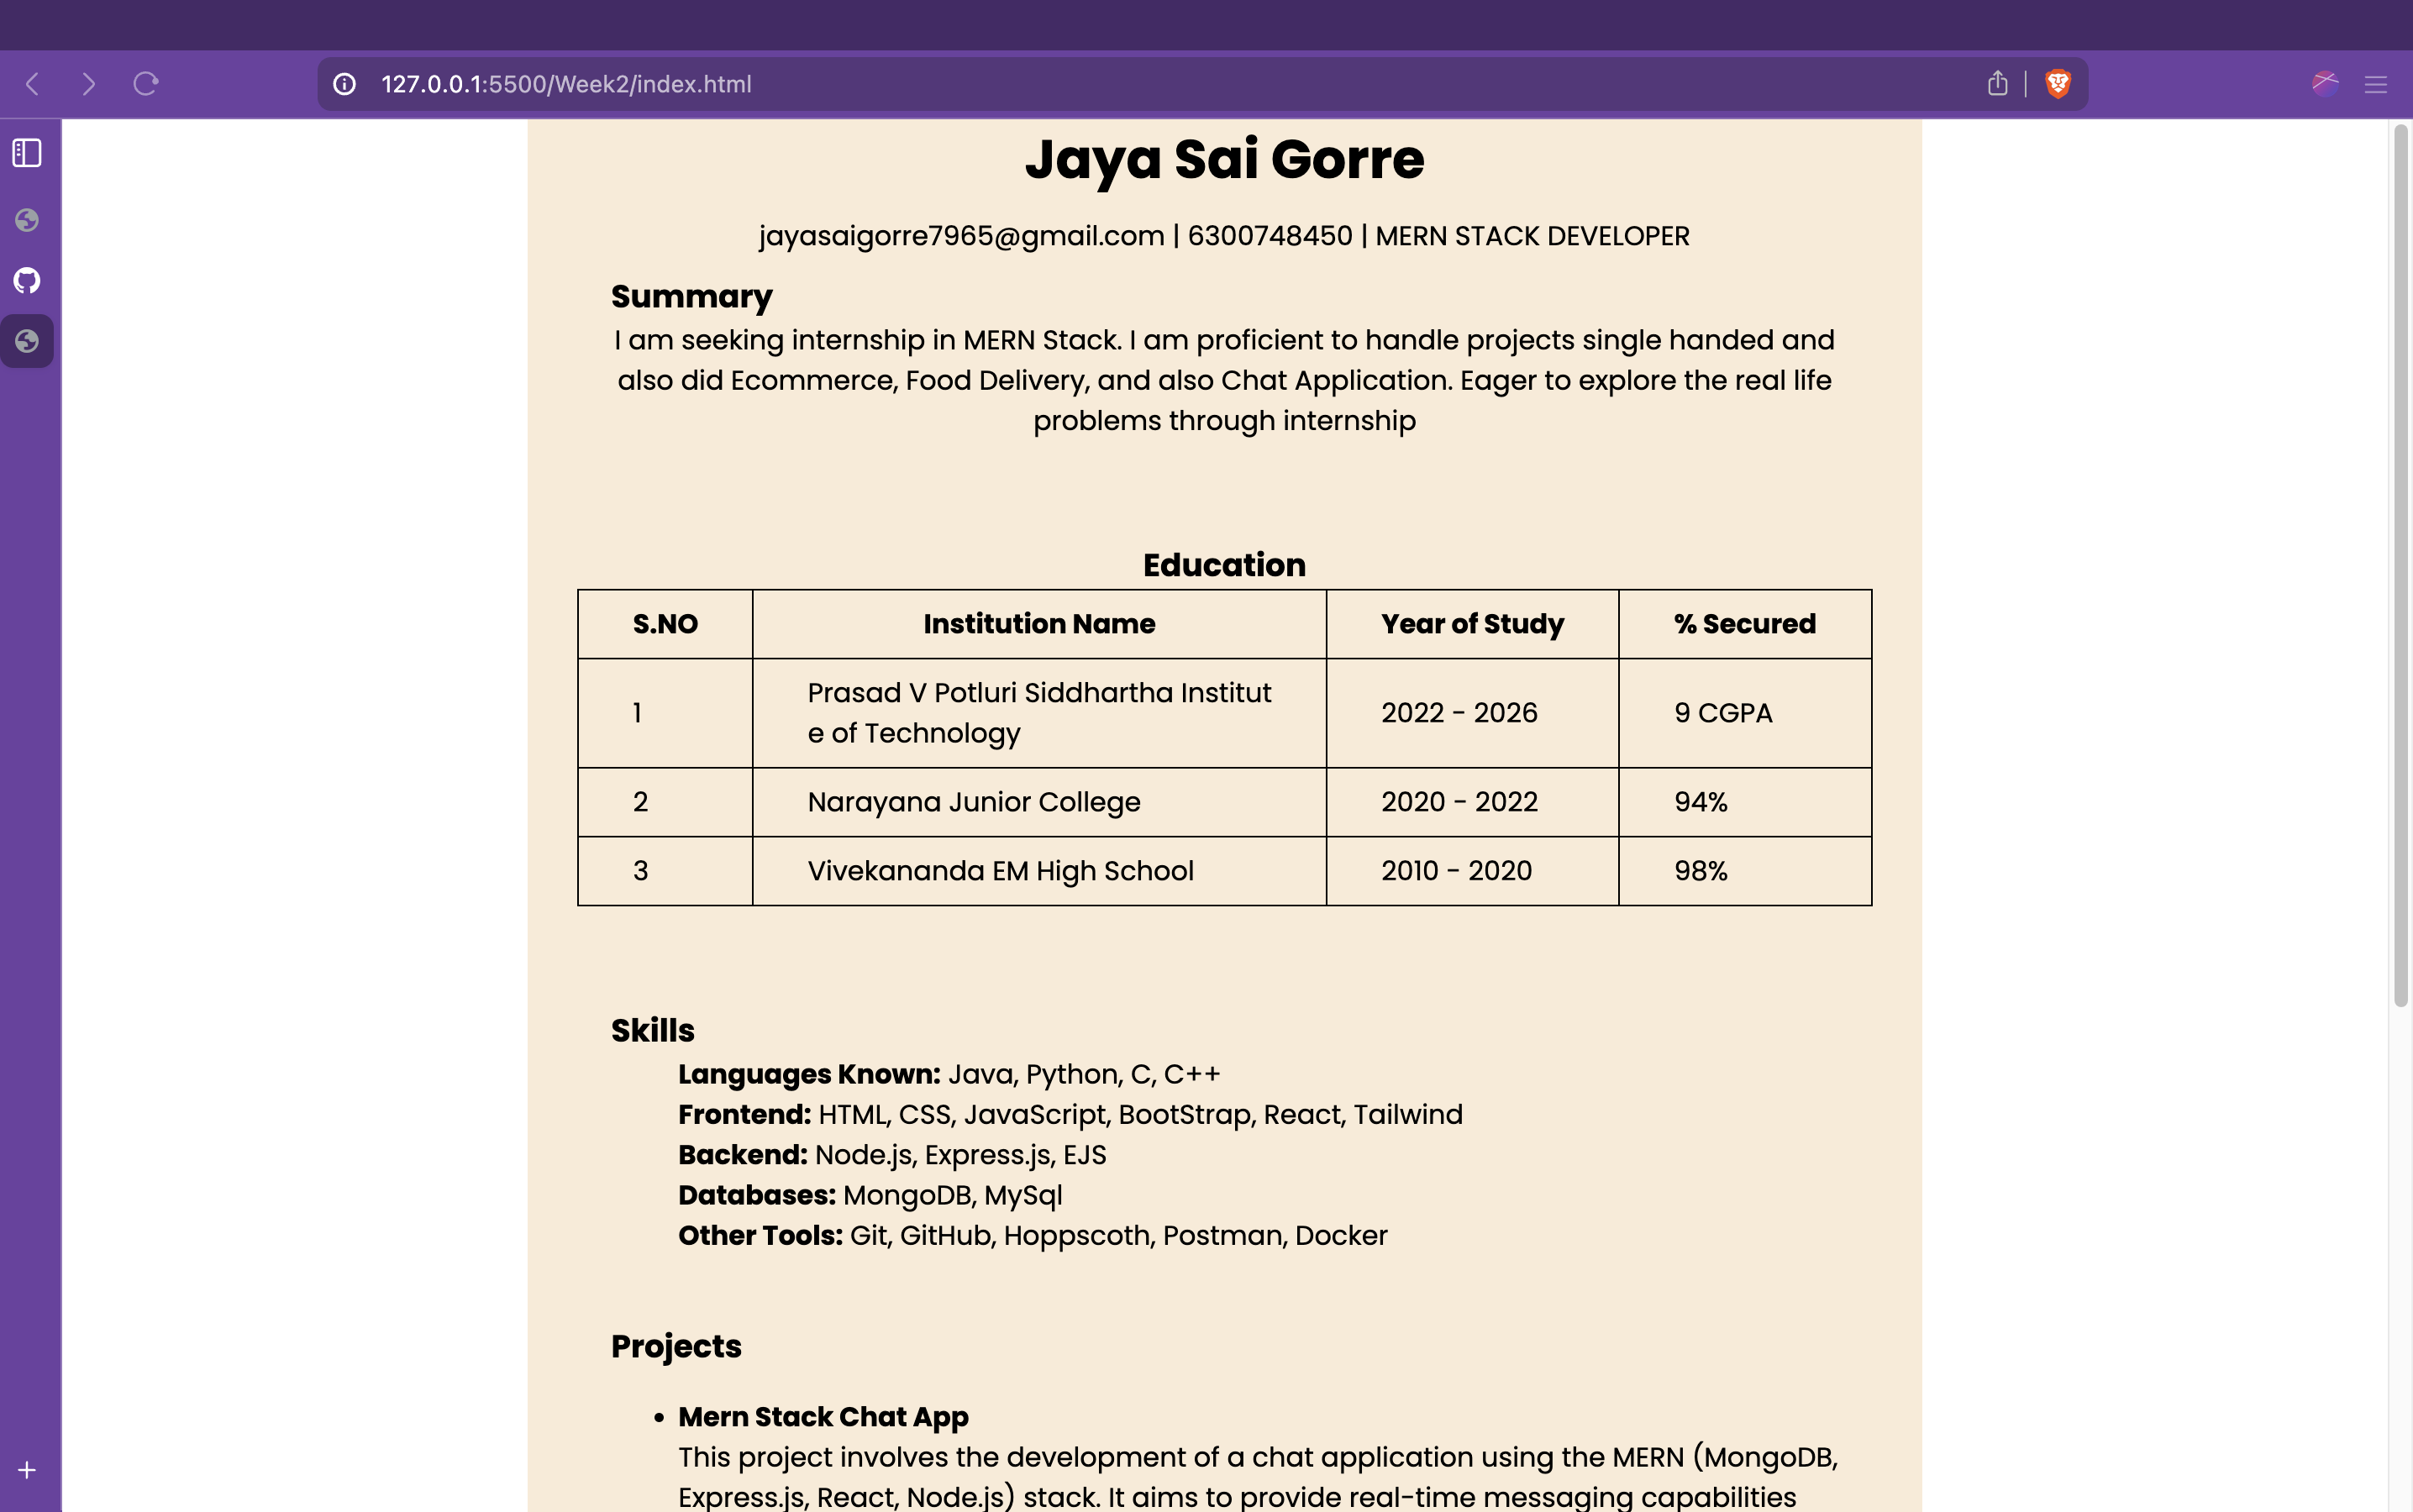 127.0.0.1:5500/Week2/index.html
Jaya Sai Gorre
jayasaigorre7965@gmail.com | 6300748450 | MERN STACK DEVELOPER
Summary
I am seeking internship in MERN Stack. I am proficient to handle projects single handed and
also did Ecommerce, Food Delivery, and also Chat Application. Eager to explore the real life
problems through internship
Education
S.NO Institution Name Year of Study % Secured
1 Prasad V Potluri Siddhartha Institut 2022 - 2026 9 CGPA
e of Technology
2 Narayana Junior College 2020 - 2022 94%
3 Vivekananda EM High School 2010 - 2020 98%
Skills
Languages Known: Java, Python, C, C++
Frontend: HTML, CSS, JavaScript, BootStrap, React, Tailwind
Backend: Node.js, Express.js, EJS
Databases: MongoDB, MySql
Other Tools: Git, GitHub, Hoppscoth, Postman, Docker
Projects
• Mern Stack Chat App
This project involves the development of a chat application using the MERN (MongoDB,
Express.js, React, Node.js) stack. It aims to provide real-time messaging capabilities